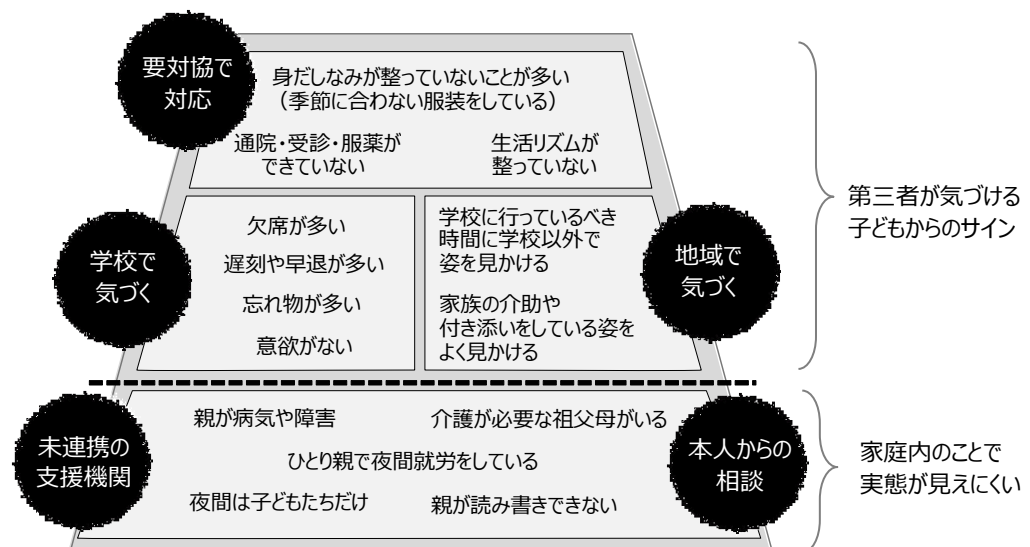 要対協で
対応
身だしなみが整っていないことが多い
（季節に合わない服装をしている）
通院・受診・服薬が
できていない
生活リズムが
整っていない
第三者が気づける
子どもからのサイン
学校で
気づく
欠席が多い
遅刻や早退が多い
忘れ物が多い
意欲がない
学校に行っているべき
時間に学校以外で
姿を見かける
家族の介助や
付き添いをしている姿を
よく見かける
地域で
気づく
未連携の
支援機関
親が病気や障害
介護が必要な祖父母がいる
ひとり親で夜間就労をしている
夜間は子どもたちだけ
親が読み書きできない
本人からの
相談
家庭内のことで
実態が見えにくい